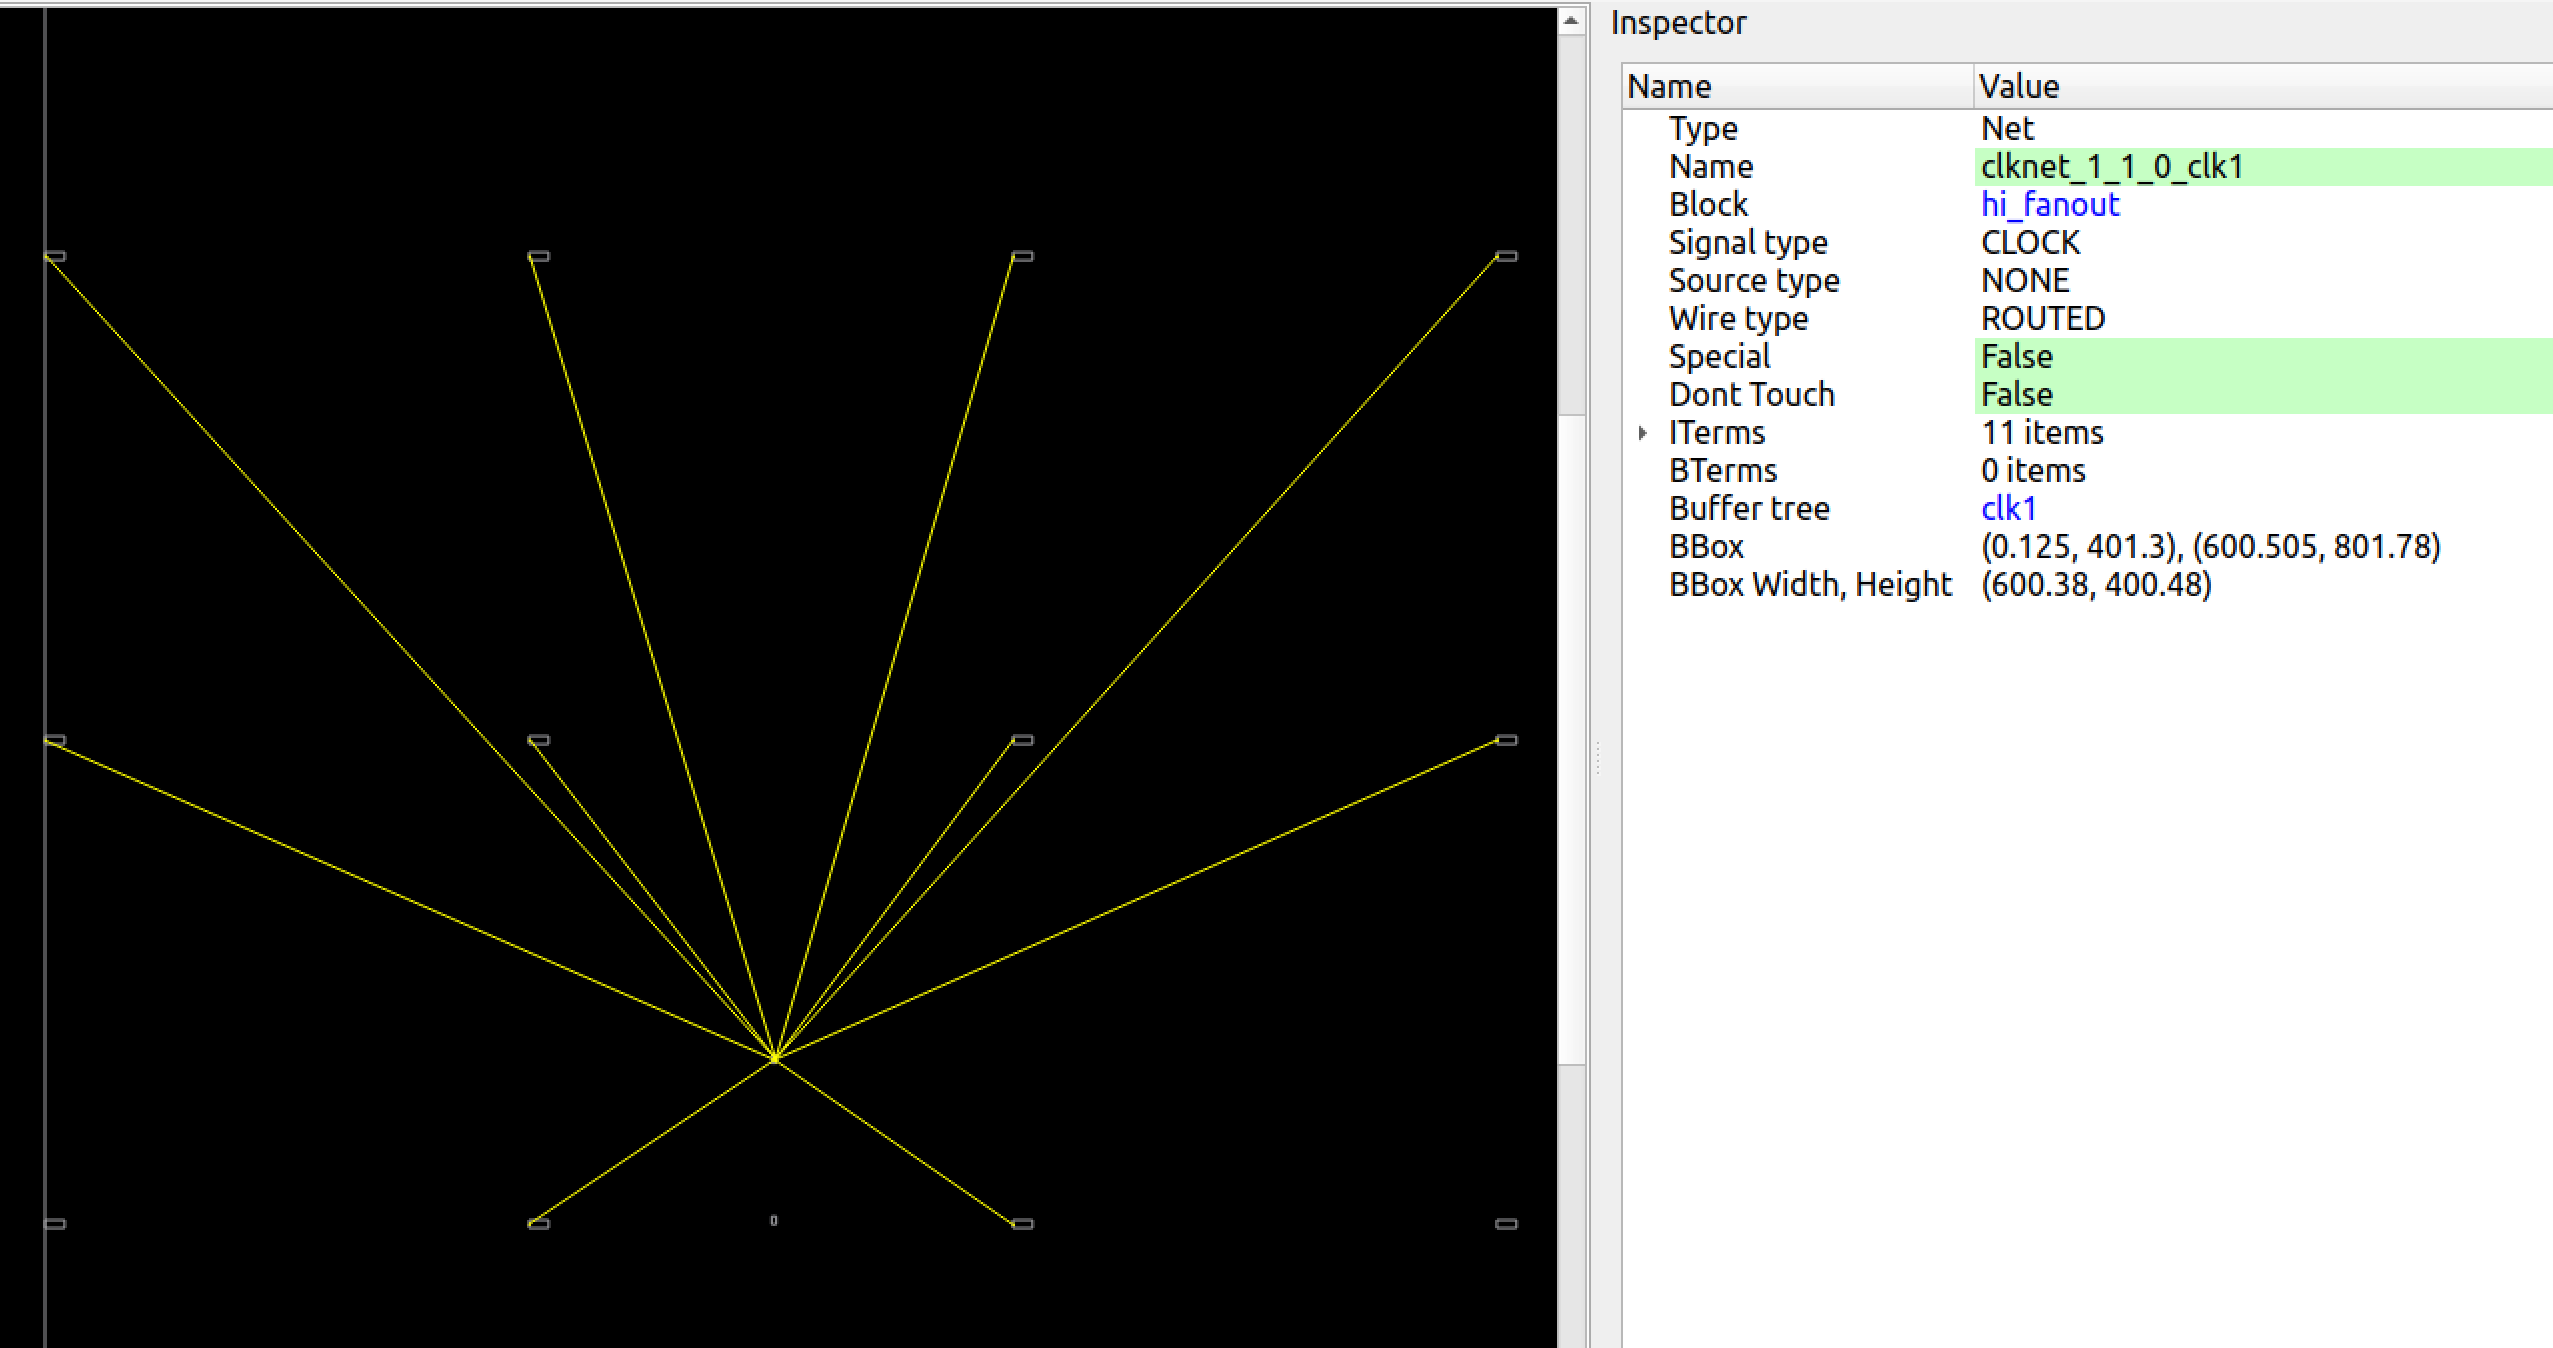 Inspector
Name Value
Type Net
Name clknet_1_1_0_clk1
Block hi_fanout
Signal type CLOCK
Source type NONE
Wire type ROUTED
Special False
Dont Touch False
ITerms 11 items
BTerms 0 items
Buffer tree clk1
BBox (0.125, 401.3), (600.505, 801.78)
BBox Width, Height (600.38, 400.48)